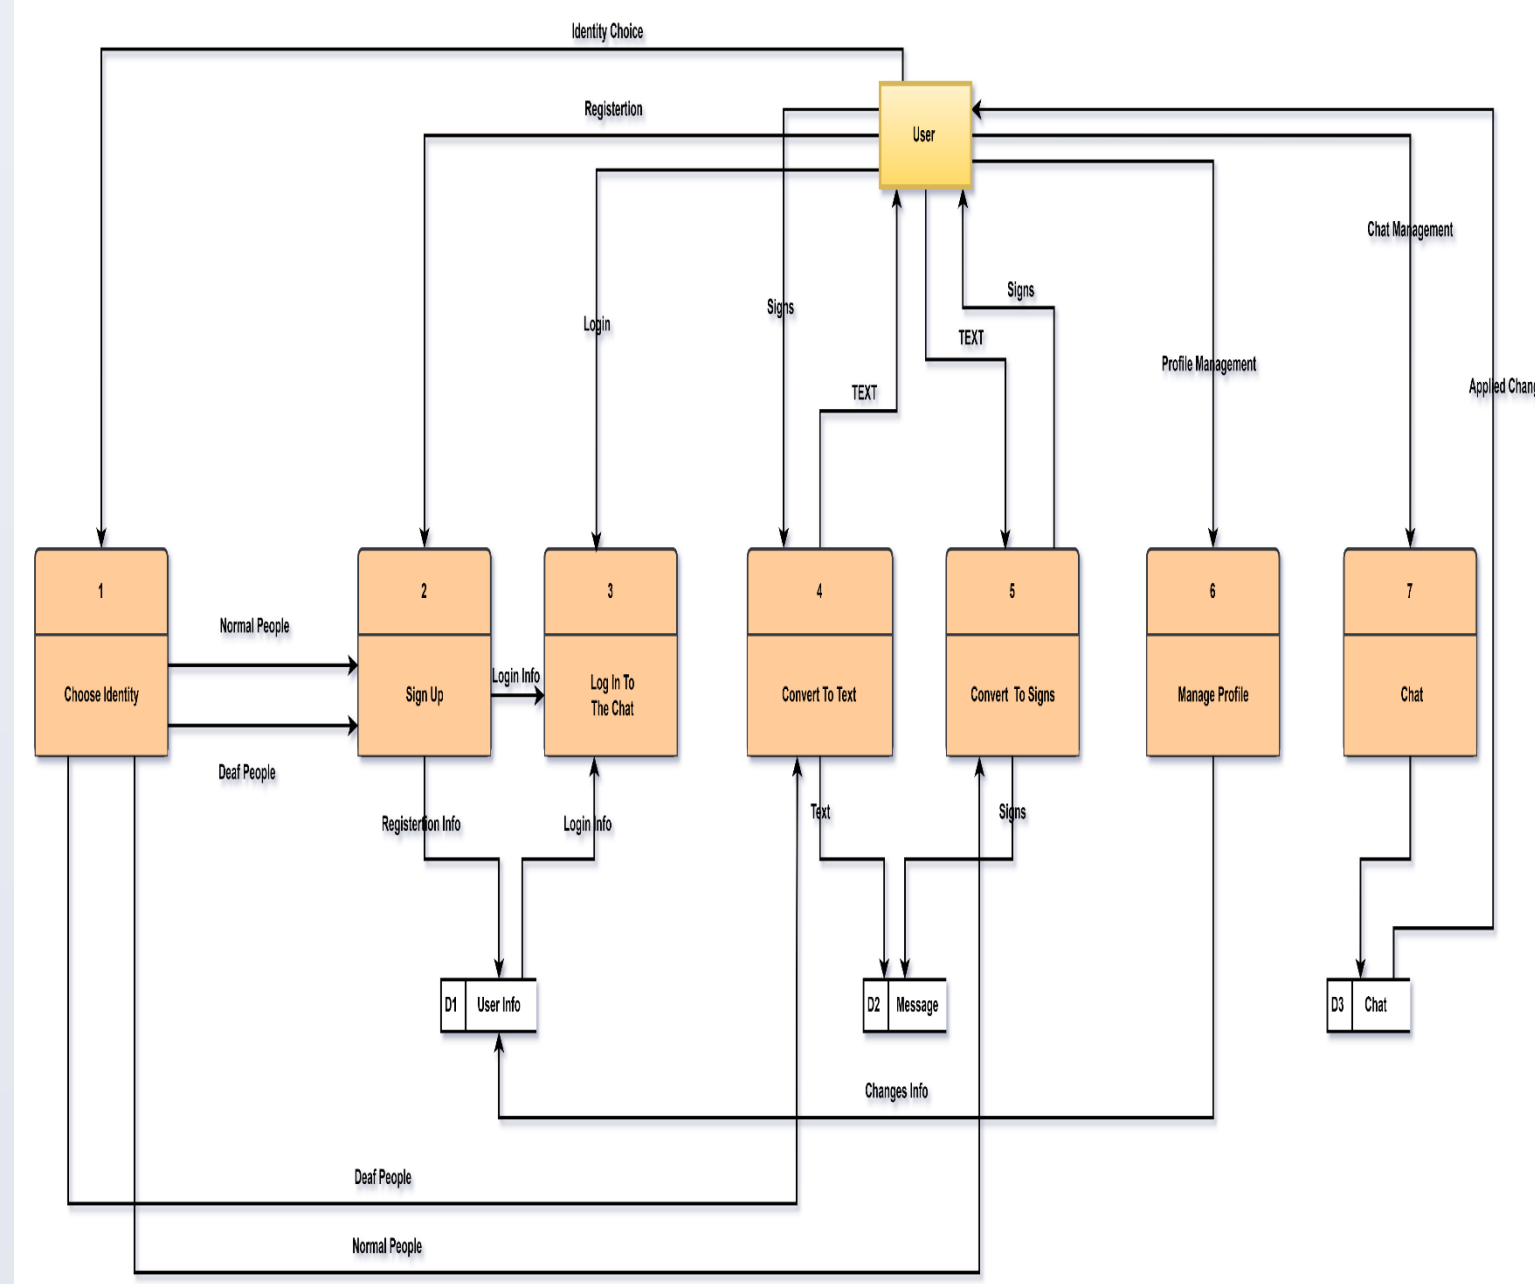 Identity Choice
Registertion
User
Chat Management
Signs
Signs
Login
TEXT
Profile Management
TEXT
Applied Chang
1
2
3
4
5
6
7
Normal People
Login Info
Choose Identity
Sign Up
Log In To
The Chat
Convert To Text
Convert To Signs
Manage Profile
Chat
Deaf People
Registertion Info
Login Info
Text
Signs
D1 User Info
D2 Message
D3 Chat
Changes Info
Deaf People
Normal People